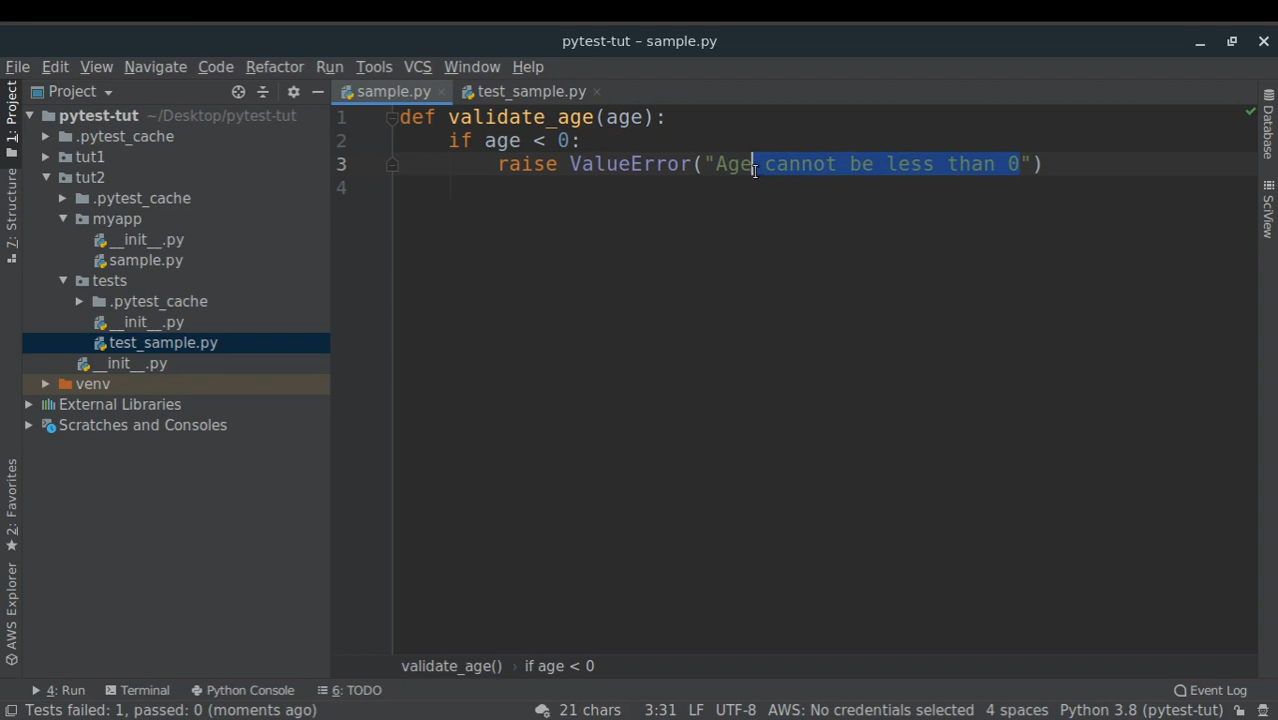 pytest-tut – sample.py
File Edit View Navigate Code Refactor Run Tools VCS Window Help
Project
sample.py
test_sample.py
1: Project
7: Structure
2: Favorites
AWS Explorer
pytest-tut ~/Desktop/pytest-tut
.pytest_cache
tut1
tut2
.pytest_cache
myapp
__init__.py
sample.py
tests
.pytest_cache
__init__.py
test_sample.py
__init__.py
venv
External Libraries
Scratches and Consoles
1 def validate_age(age):
2 if age < 0:
3 raise ValueError("Age cannot be less than 0")
4
Database
SciView
validate_age() › if age < 0
4: Run Terminal Python Console 6: TODO Event Log
Tests failed: 1, passed: 0 (moments ago) 21 chars 3:31 LF UTF-8 AWS: No credentials selected 4 spaces Python 3.8 (pytest-tut)